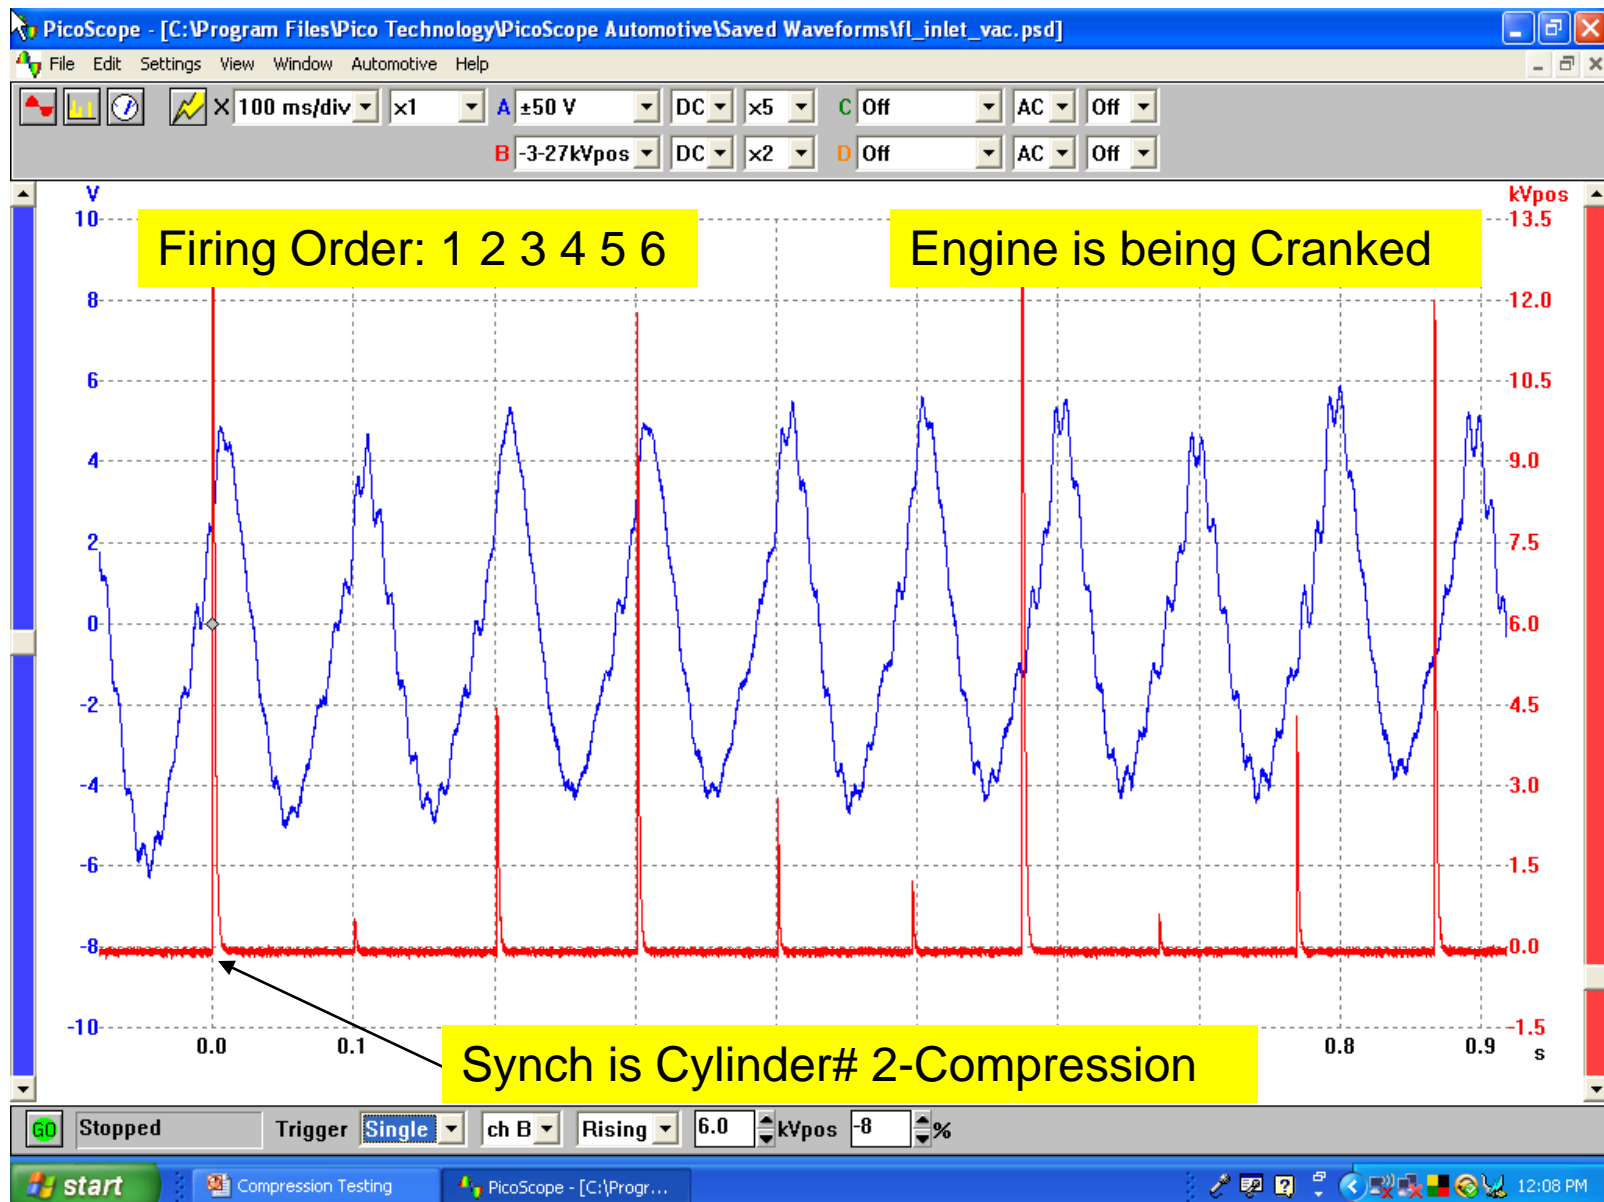 PicoScope - [C:\Program Files\Pico Technology\PicoScope Automotive\Saved Waveforms\fl_inlet_vac.psd]
File Edit Settings View Window Automotive Help
X 100 ms/div x1 A ±50 V DC x5 C Off AC Off
B -3-27kVpos DC x2 D Off AC Off
V kVpos
10 13.5
Firing Order: 1 2 3 4 5 6 Engine is being Cranked
8 12.0
6 10.5
4 9.0
2 7.5
0 6.0
-2 4.5
-4 3.0
-6 1.5
-8 0.0
-10 -1.5
0.0 0.1 0.8 0.9 s
Synch is Cylinder# 2-Compression
GO Stopped Trigger Single ch B Rising 6.0 kVpos -8 %
start Compression Testing PicoScope - [C:\Progr... 12:08 PM